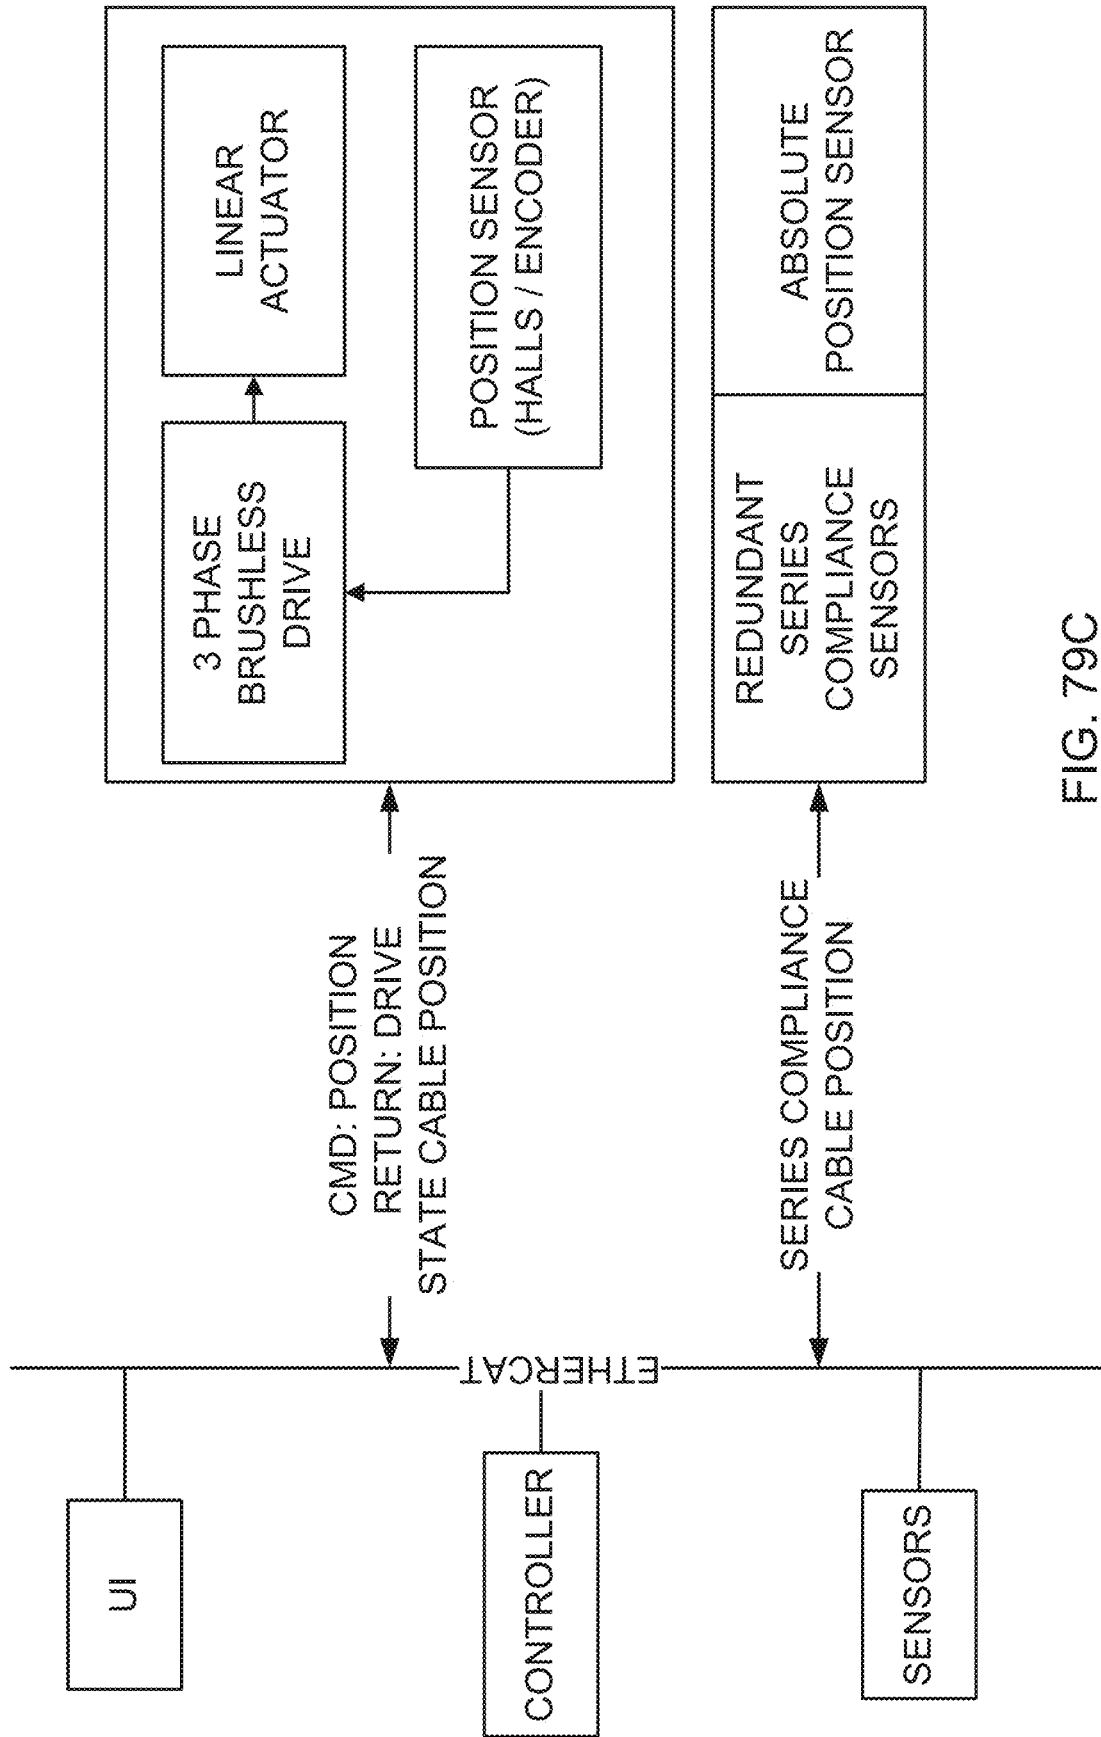 UI
CONTROLLER
SENSORS
ETHERCAT
CMD: POSITION
RETURN: DRIVE
STATE CABLE POSITION
SERIES COMPLIANCE
CABLE POSITION
3 PHASE
BRUSHLESS
DRIVE
LINEAR
ACTUATOR
POSITION SENSOR
(HALLS / ENCODER)
REDUNDANT
SERIES
COMPLIANCE
SENSORS
ABSOLUTE
POSITION SENSOR
FIG. 79C